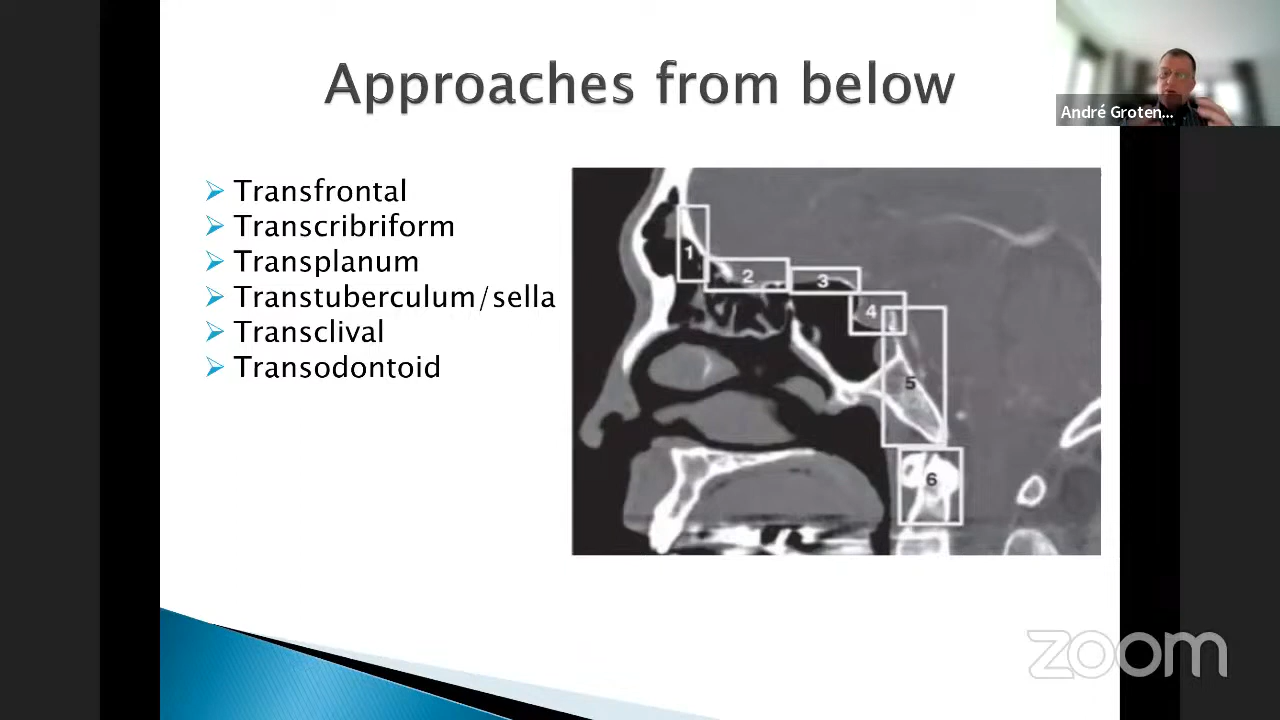 Approaches from below
André Groten...
Transfrontal
Transcribriform
Transplanum
Transtuberculum/sella
Transclival
Transodontoid
1
2
3
4
5
6
zoom